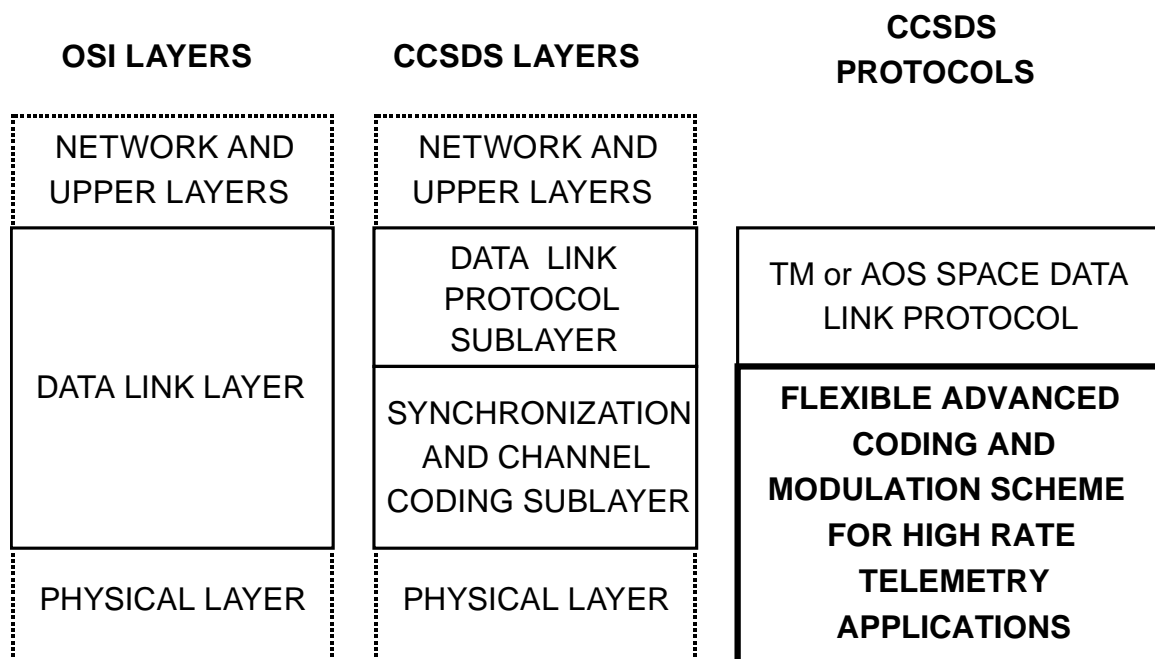 OSI LAYERS
CCSDS LAYERS
CCSDS
PROTOCOLS
NETWORK AND
UPPER LAYERS
DATA LINK LAYER
PHYSICAL LAYER
NETWORK AND
UPPER LAYERS
DATA LINK
PROTOCOL
SUBLAYER
SYNCHRONIZATION
AND CHANNEL
CODING SUBLAYER
PHYSICAL LAYER
TM or AOS SPACE DATA
LINK PROTOCOL
FLEXIBLE ADVANCED
CODING AND
MODULATION SCHEME
FOR HIGH RATE
TELEMETRY
APPLICATIONS